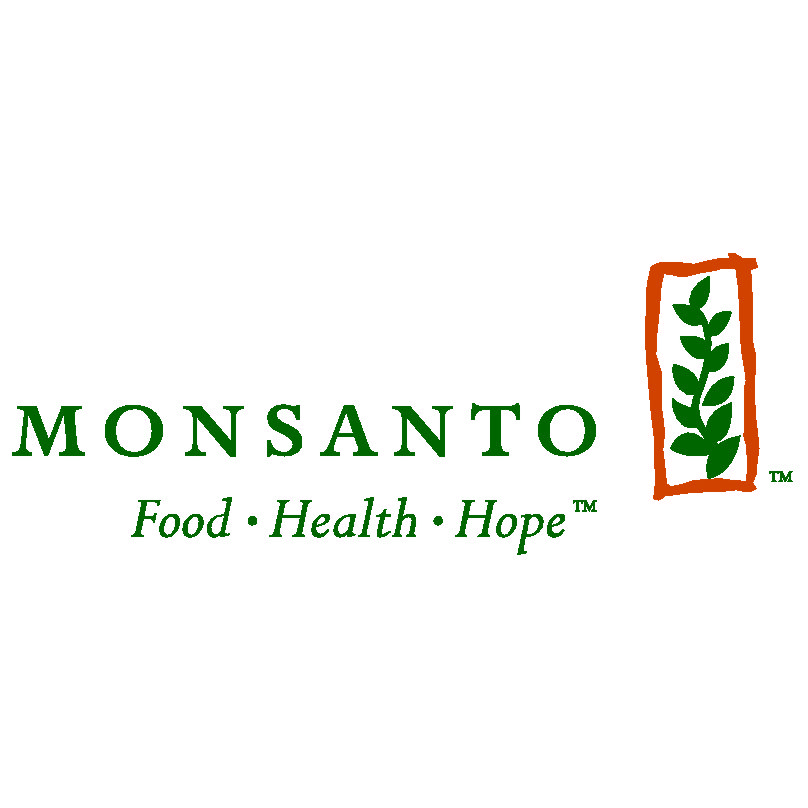 MONSANTO
Food · Health · Hope™
™